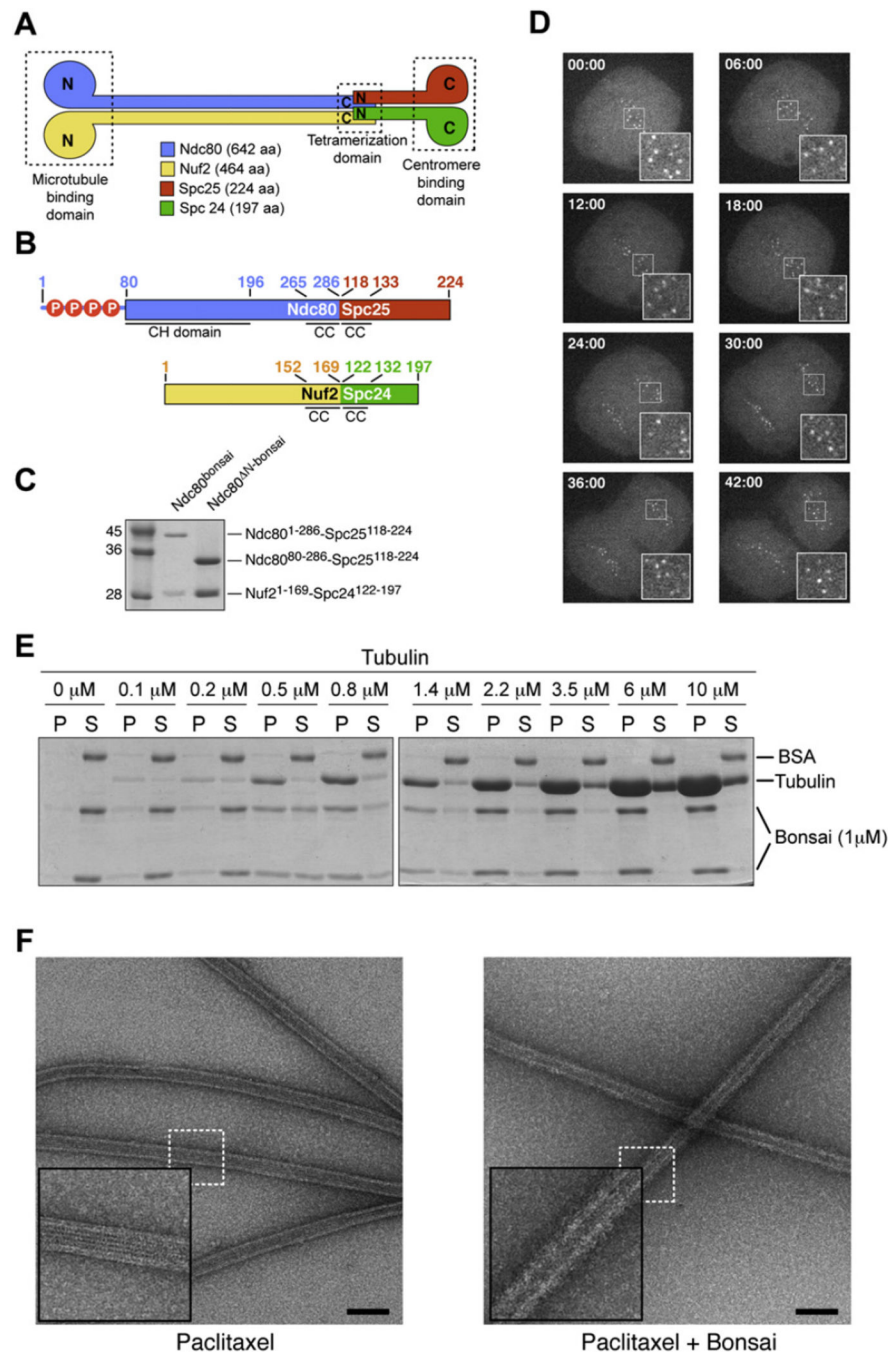 A
N
N
C
C
N
N
C
C
Microtubule
binding
domain
Tetramerization
domain
Centromere
binding domain
Ndc80 (642 aa)
Nuf2 (464 aa)
Spc25 (224 aa)
Spc 24 (197 aa)
B
1 80 196 265 286 118 133 224
P P P P Ndc80 Spc25
CH domain CC CC
1 152 169 122 132 197
Nuf2 Spc24
CC CC
C
Ndc80bonsai
Ndc80ΔN-bonsai
45
36
28
Ndc801-286-Spc25118-224
Ndc8080-286-Spc25118-224
Nuf21-169-Spc24122-197
D
00:00 06:00
12:00 18:00
24:00 30:00
36:00 42:00
E
Tubulin
0 μM 0.1 μM 0.2 μM 0.5 μM 0.8 μM 1.4 μM 2.2 μM 3.5 μM 6 μM 10 μM
P S P S P S P S P S P S P S P S P S P S
BSA
Tubulin
Bonsai (1μM)
F
Paclitaxel
Paclitaxel + Bonsai